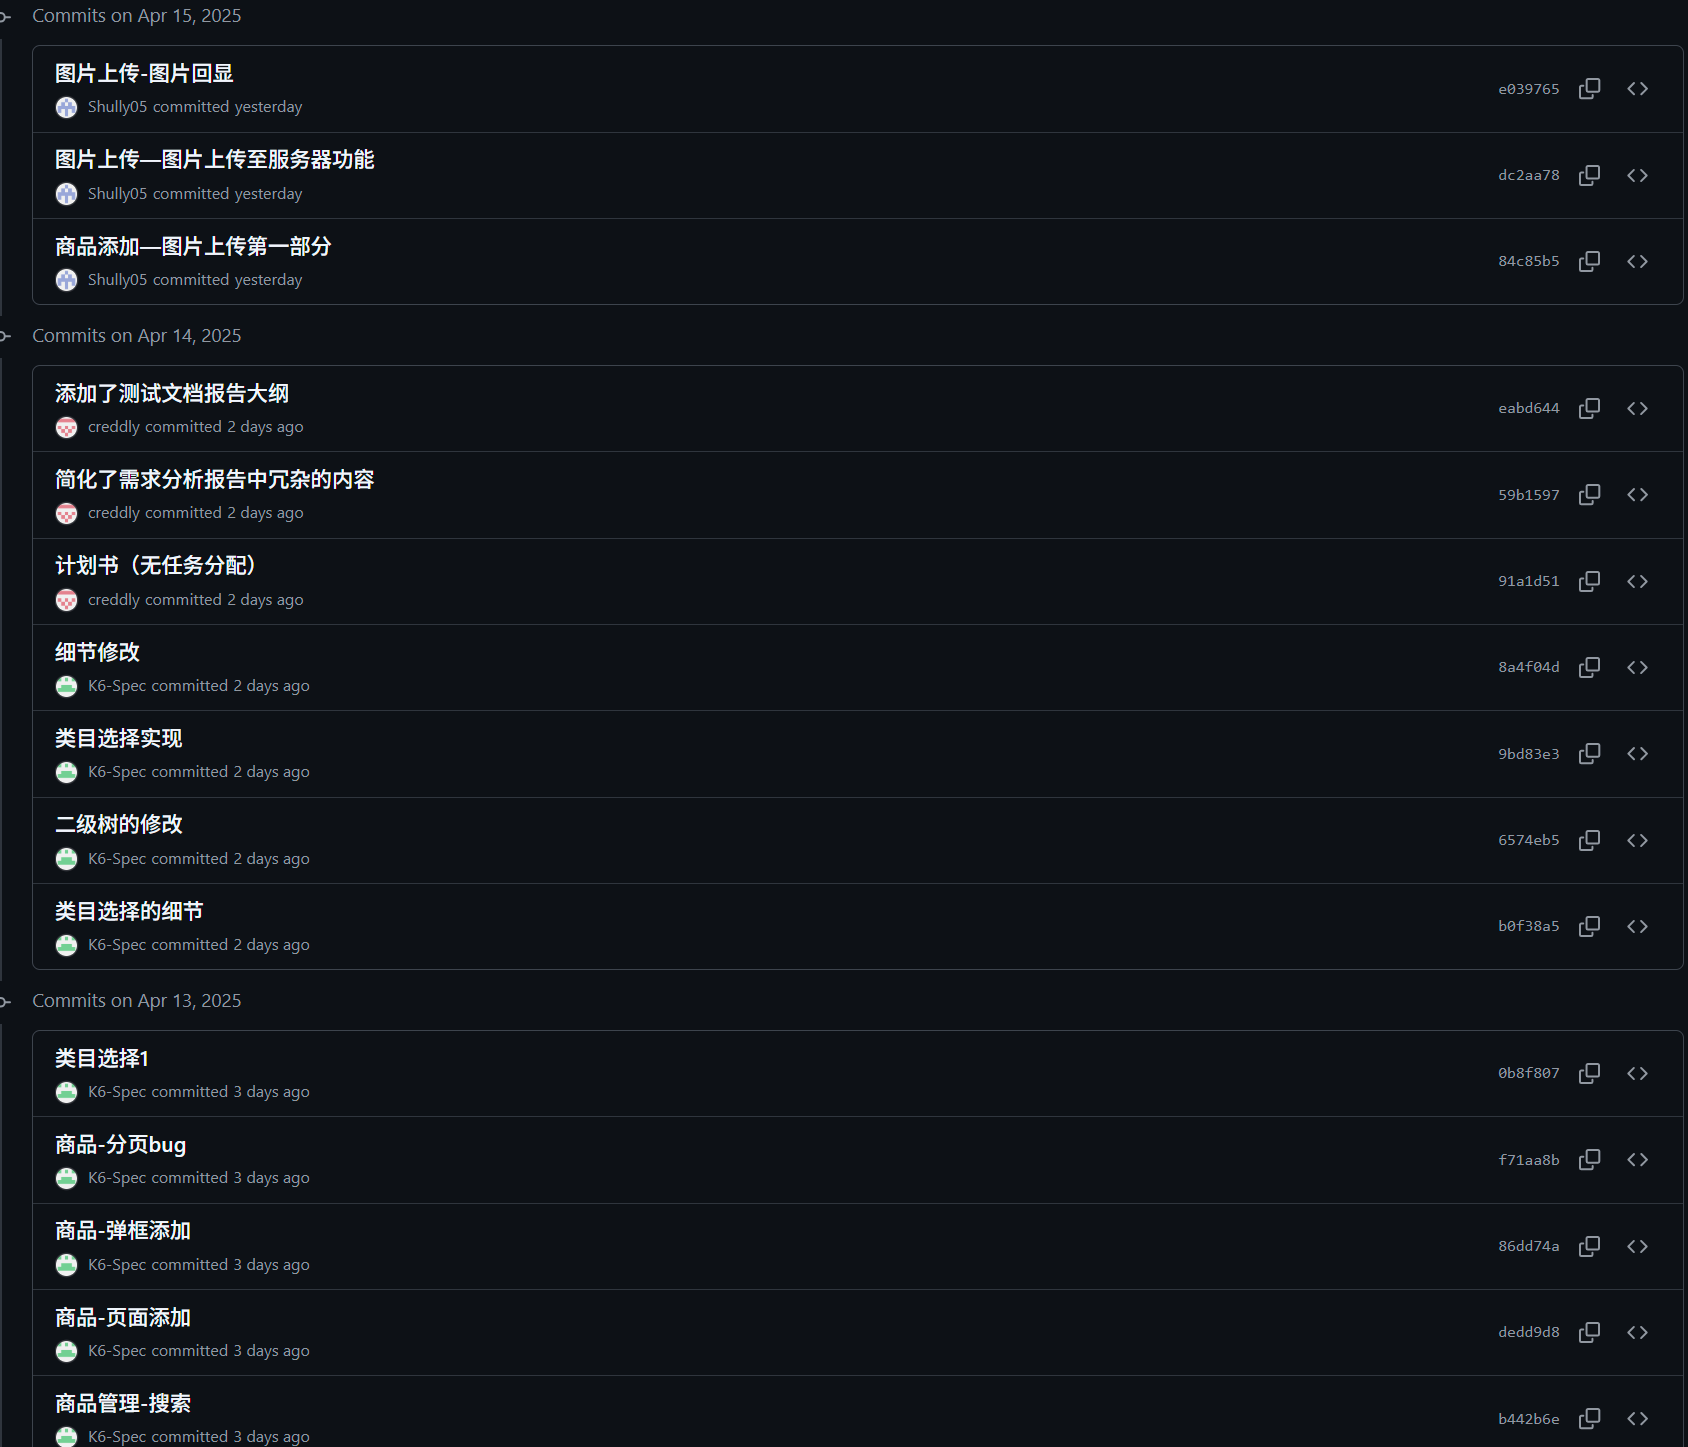 Commits on Apr 15, 2025
图片上传-图片回显
e039765
Shully05 committed yesterday
图片上传—图片上传至服务器功能
dc2aa78
Shully05 committed yesterday
商品添加—图片上传第一部分
84c85b5
Shully05 committed yesterday
Commits on Apr 14, 2025
添加了测试文档报告大纲
eabd644
creddly committed 2 days ago
简化了需求分析报告中冗杂的内容
59b1597
creddly committed 2 days ago
计划书（无任务分配）
91a1d51
creddly committed 2 days ago
细节修改
8a4f04d
K6-Spec committed 2 days ago
类目选择实现
9bd83e3
K6-Spec committed 2 days ago
二级树的修改
6574eb5
K6-Spec committed 2 days ago
类目选择的细节
b0f38a5
K6-Spec committed 2 days ago
Commits on Apr 13, 2025
类目选择1
0b8f807
K6-Spec committed 3 days ago
商品-分页bug
f71aa8b
K6-Spec committed 3 days ago
商品-弹框添加
86dd74a
K6-Spec committed 3 days ago
商品-页面添加
dedd9d8
K6-Spec committed 3 days ago
商品管理-搜索
b442b6e
K6-Spec committed 3 days ago